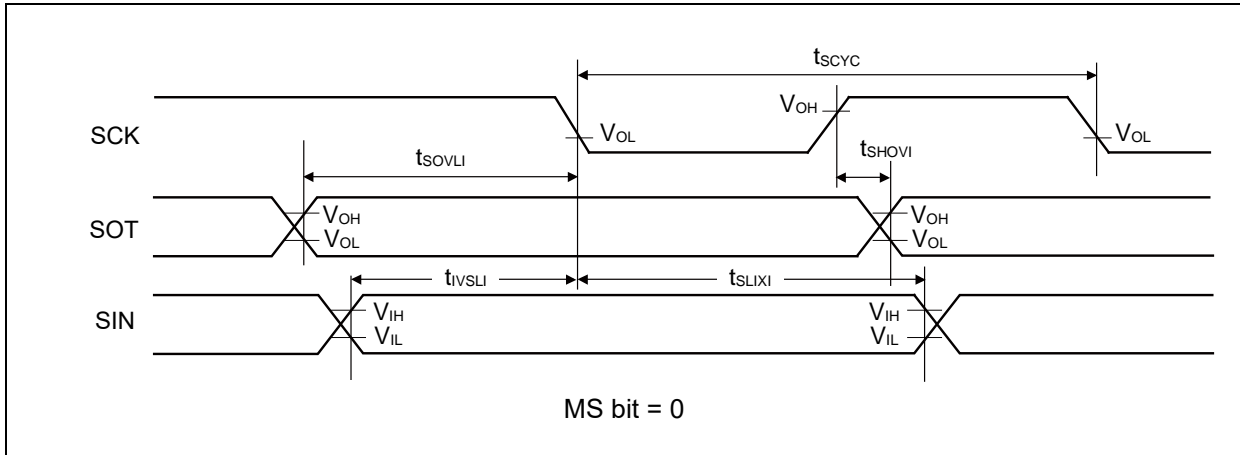 tSCYC
SCK
VOH
VOL
VOL
tSOVLI
tSHOVI
SOT
VOH
VOL
VOH
VOL
tIVSLI
tSLIXI
SIN
VIH
VIL
VIH
VIL
MS bit = 0